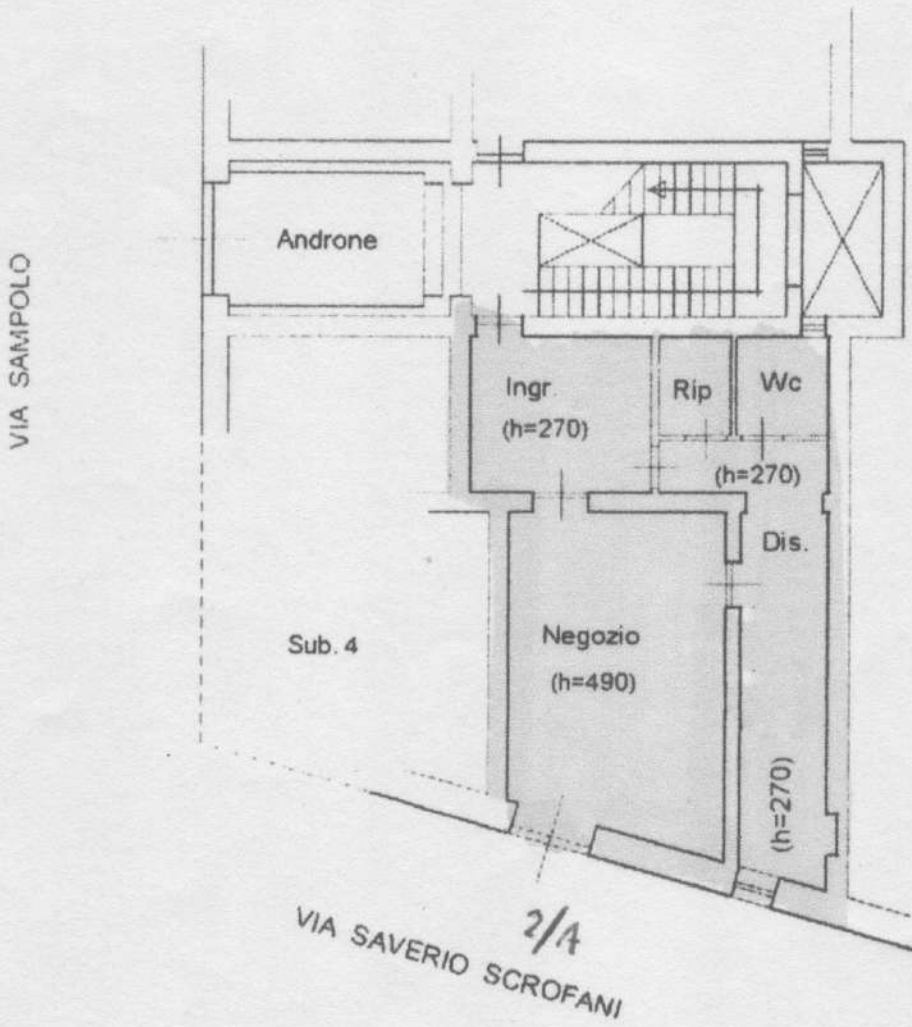 Androne
VIA SAMPOLO
Ingr.
(h=270)
Rip
Wc
(h=270)
Dis.
Negozio
(h=490)
Sub. 4
(h=270)
2/A
VIA SAVERIO SCROFANI